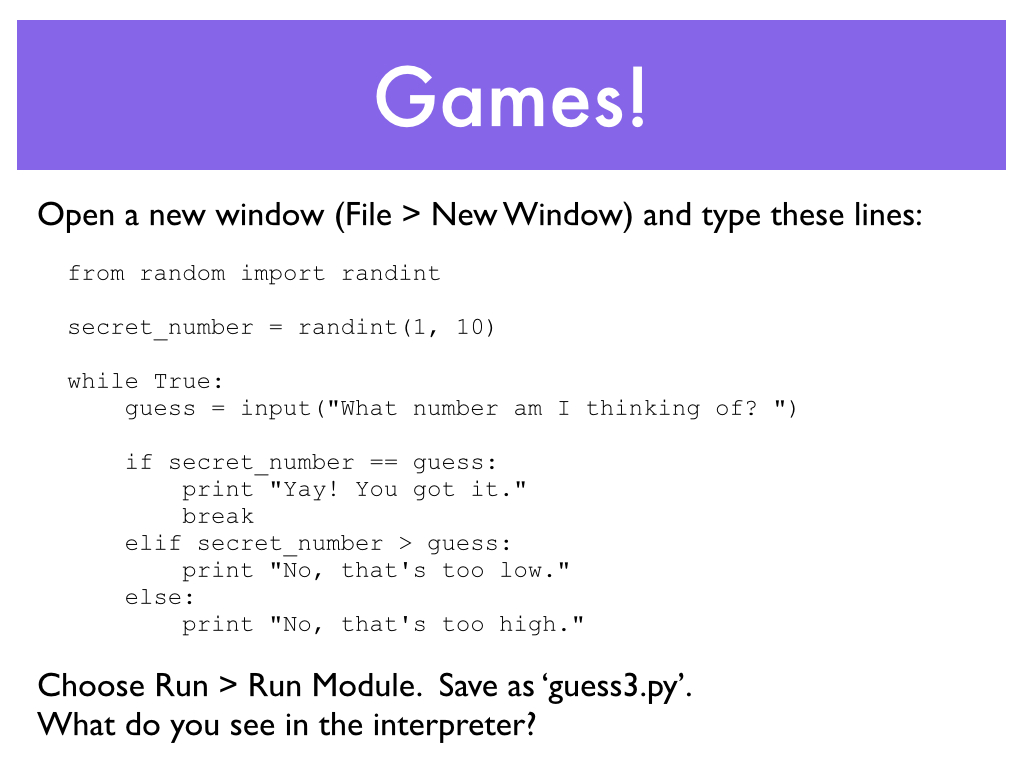 Games!
Open a new window (File > New Window) and type these lines:
from random import randint
secret_number = randint(1, 10)
while True:
    guess = input("What number am I thinking of? ")
    if secret_number == guess:
        print "Yay! You got it."
        break
    elif secret_number > guess:
        print "No, that's too low."
    else:
        print "No, that's too high."
Choose Run > Run Module.  Save as ‘guess3.py’.
What do you see in the interpreter?